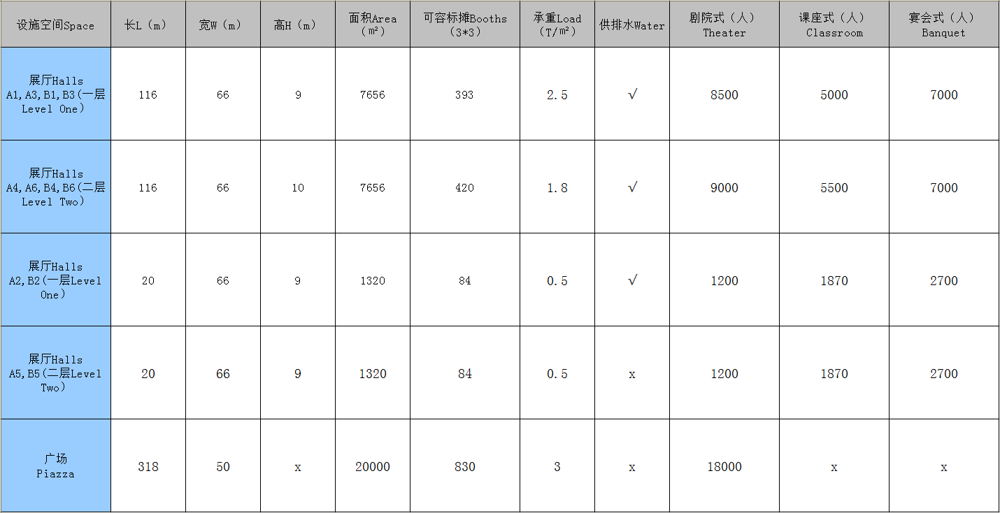 设施空间Space
长L（m）
宽W（m）
高H（m）
面积Area
（㎡）
可容标摊Booths
（3*3）
承重Load
（T/㎡）
供排水Water
剧院式（人）
Theater
课座式（人）
Classroom
宴会式（人）
Banquet
展厅Halls
A1,A3,B1,B3(一层
Level One）
116
66
9
7656
393
2.5
√
8500
5000
7000
展厅Halls
A4,A6,B4,B6(二层
Level Two）
116
66
10
7656
420
1.8
√
9000
5500
7000
展厅Halls
A2,B2(一层Level
One）
20
66
9
1320
84
0.5
√
1200
1870
2700
展厅Halls
A5,B5(二层Level
Two）
20
66
9
1320
84
0.5
x
1200
1870
2700
广场
Piazza
318
50
x
20000
830
3
x
18000
x
x